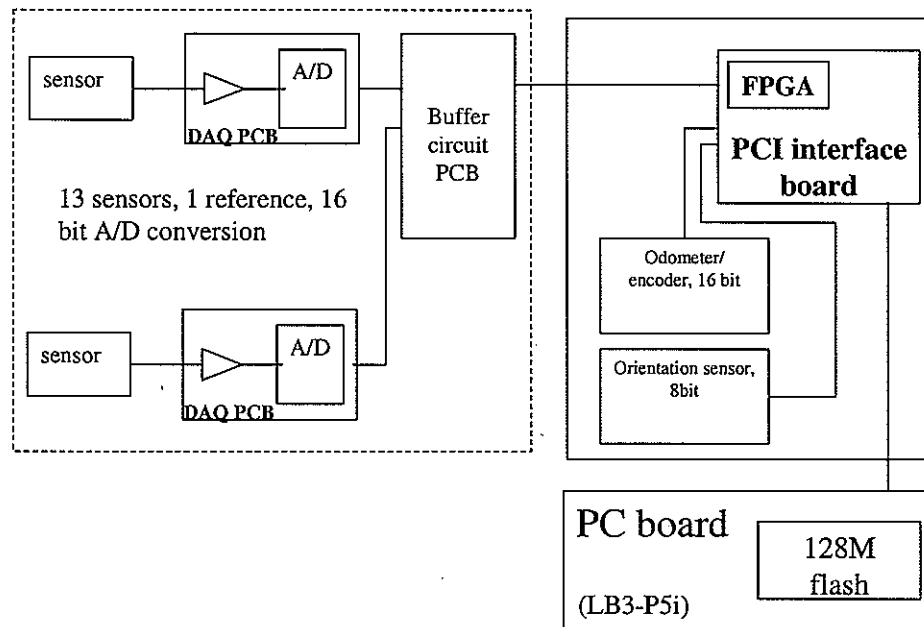 sensor
A/D
DAQ PCB
Buffer
circuit
PCB
13 sensors, 1 reference, 16
bit A/D conversion
sensor
A/D
DAQ PCB
FPGA
PCI interface
board
Odometer/
encoder, 16 bit
Orientation sensor,
8bit
PC board
(LB3-P5i)
128M
flash